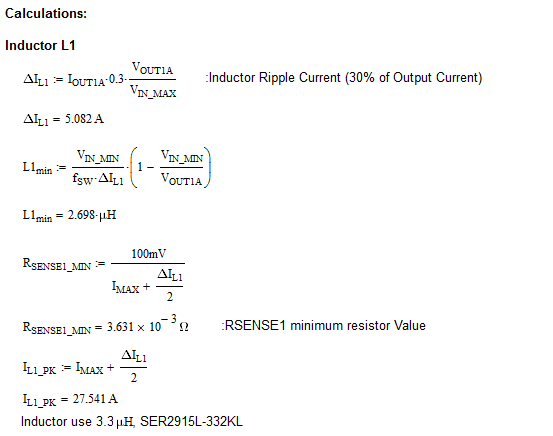 Calculations:
Inductor L1
ΔI_L1 := I_OUT1A·0.3·V_OUT1A/V_IN_MAX :Inductor Ripple Current (30% of Output Current)
ΔI_L1 = 5.082 A
L1_min := V_IN_MIN/(f_SW·ΔI_L1)·(1 − V_IN_MIN/V_OUT1A)
L1_min = 2.698·μH
R_SENSE1_MIN := 100mV/(I_MAX + ΔI_L1/2)
R_SENSE1_MIN = 3.631 × 10^−3 Ω :RSENSE1 minimum resistor Value
I_L1_PK := I_MAX + ΔI_L1/2
I_L1_PK = 27.541 A
Inductor use 3.3 μH, SER2915L-332KL